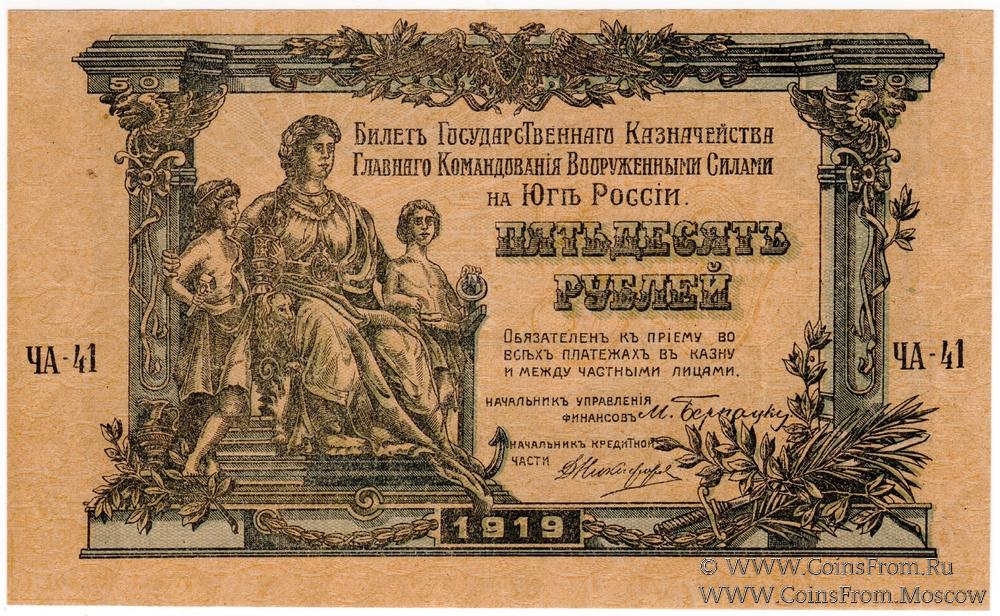 50 50
Билетъ Государственнаго Казначейства
Главнаго Командованія Вооруженными Силами
на Югѣ Россіи.
ПЯТЬДЕСЯТЪ
РУБЛЕЙ
Обязателенъ къ пріему во
всѣхъ платежахъ въ казну
и между частными лицами.
ЧА-41 ЧА-41
НАЧАЛЬНИКЪ УПРАВЛЕНІЯ
ФИНАНСОВЪ
НАЧАЛЬНИКЪ КРЕДИТНОЙ
ЧАСТИ
1919
© WWW.CoinsFrom.Ru
WWW.CoinsFrom.Moscow